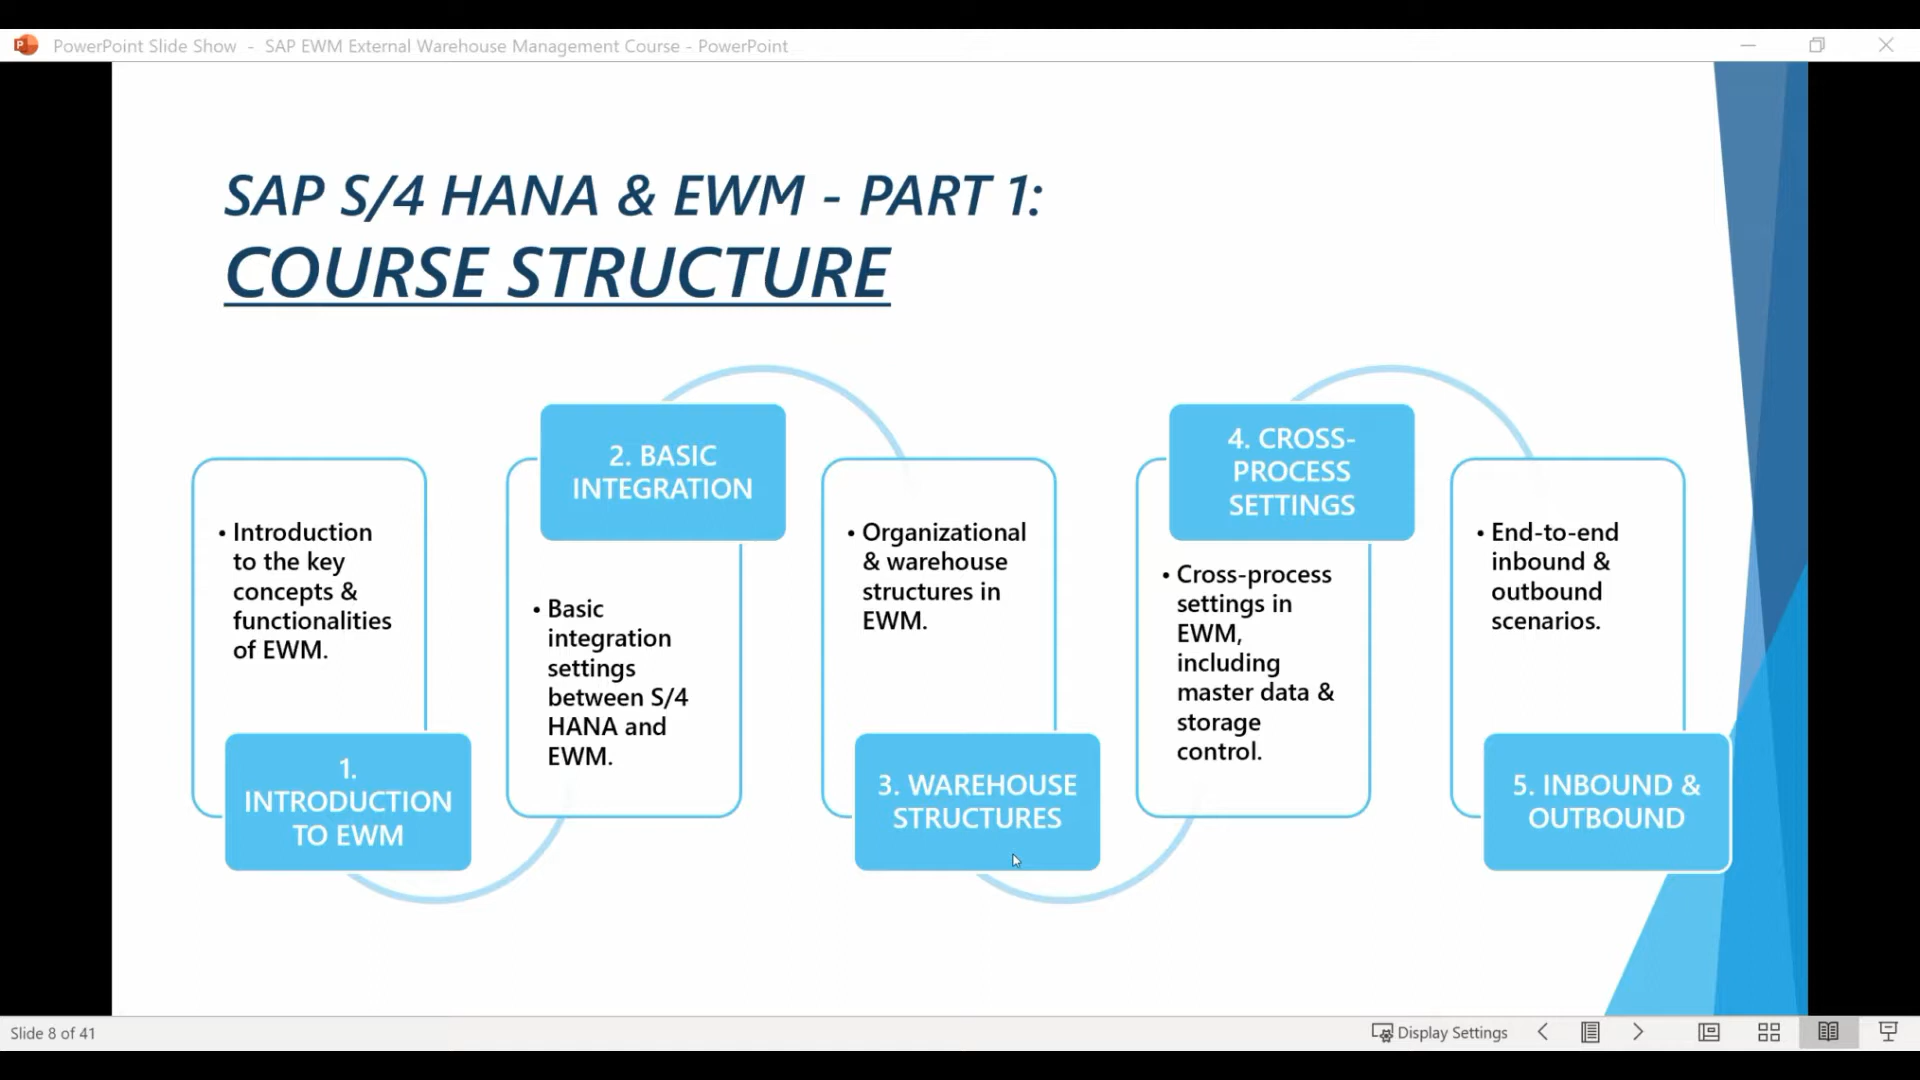 PowerPoint Slide Show - SAP EWM External Warehouse Management Course - PowerPoint
SAP S/4 HANA & EWM - PART 1:
COURSE STRUCTURE
• Introduction
to the key
concepts &
functionalities
of EWM.
1.
INTRODUCTION
TO EWM
2. BASIC
INTEGRATION
• Basic
integration
settings
between S/4
HANA and
EWM.
• Organizational
& warehouse
structures in
EWM.
3. WAREHOUSE
STRUCTURES
4. CROSS-
PROCESS
SETTINGS
• Cross-process
settings in
EWM,
including
master data &
storage
control.
• End-to-end
inbound &
outbound
scenarios.
5. INBOUND &
OUTBOUND
Slide 8 of 41
Display Settings